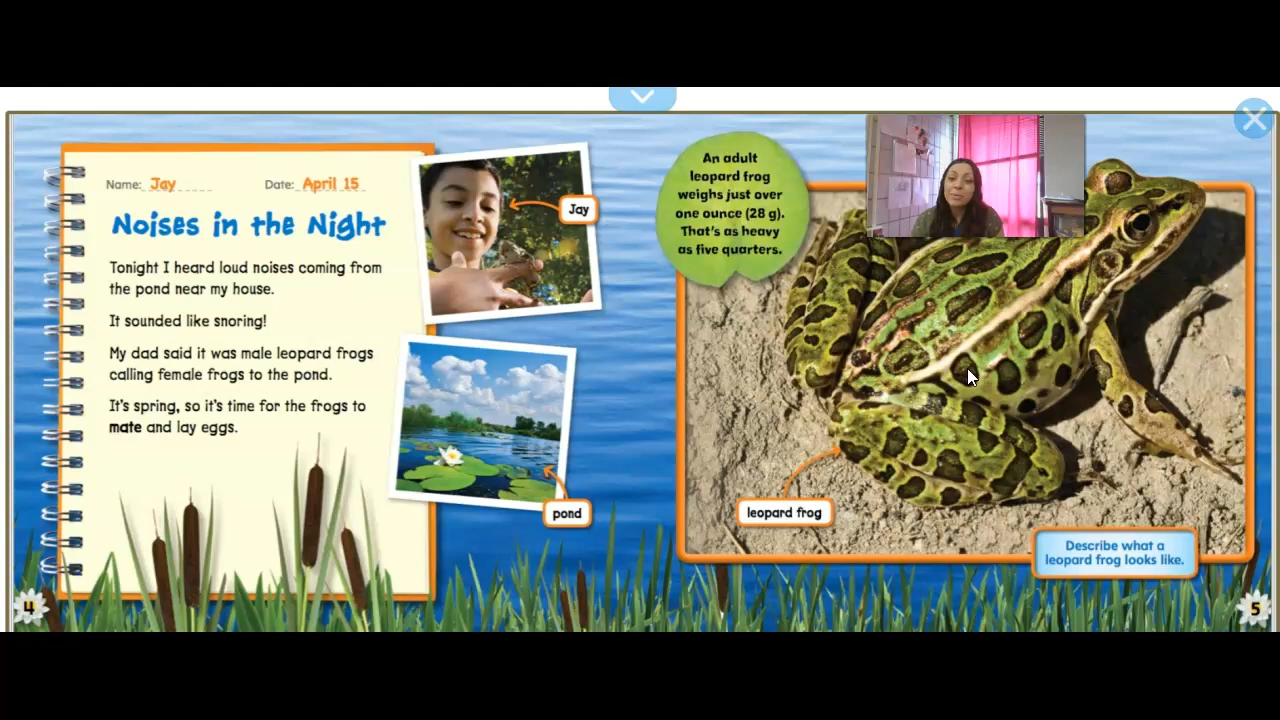 Name: Jay
Date: April 15
Noises in the Night
Tonight I heard loud noises coming from
the pond near my house.
It sounded like snoring!
My dad said it was male leopard frogs
calling female frogs to the pond.
It's spring, so it's time for the frogs to
mate and lay eggs.
Jay
pond
4
An adult
leopard frog
weighs just over
one ounce (28 g).
That's as heavy
as five quarters.
leopard frog
Describe what a
leopard frog looks like.
5